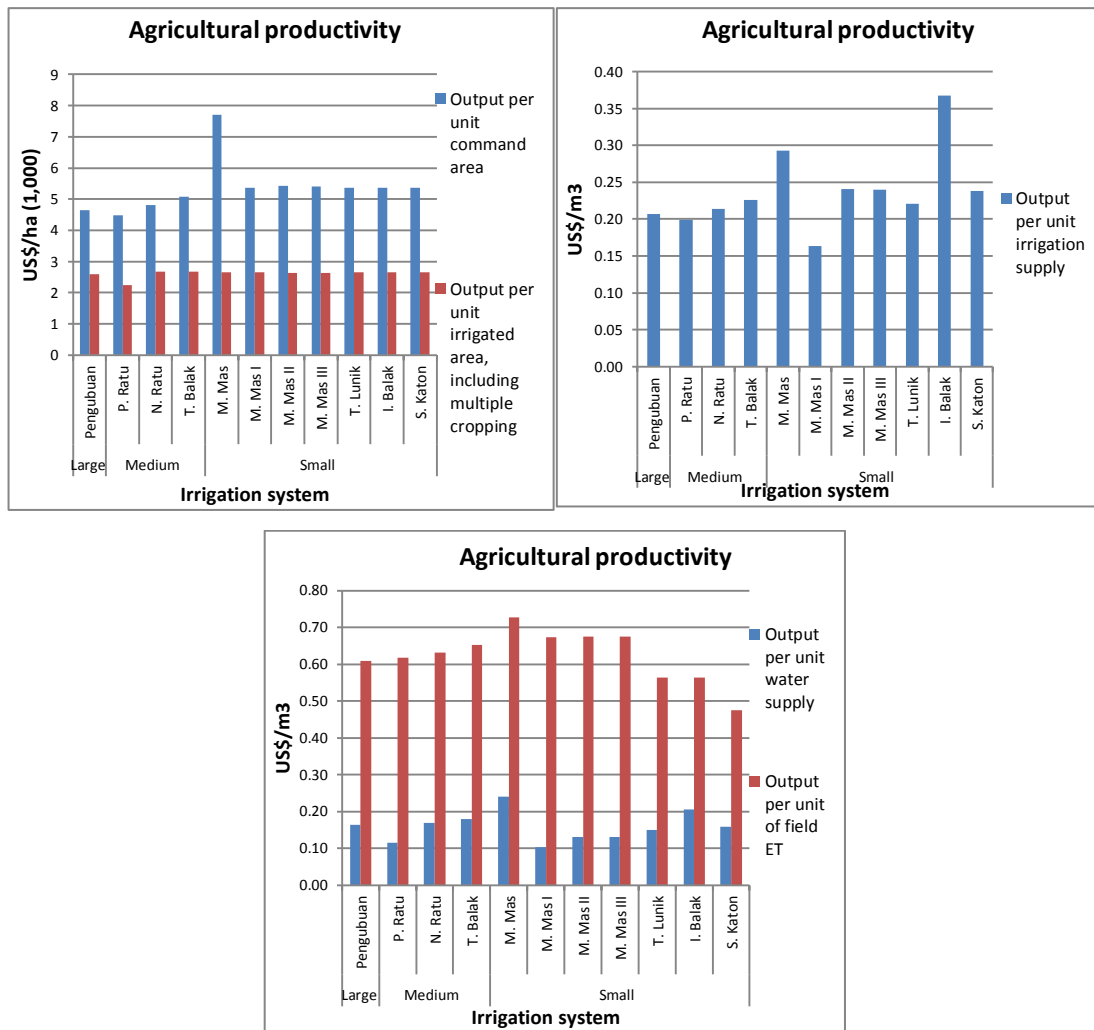 Agricultural productivity
US$/ha (1,000)
9
8
7
6
5
4
3
2
1
0
Output per
unit
command
area
Output per
unit
irrigated
area,
including
multiple
cropping
Pengubuan
P. Ratu
N. Ratu
T. Balak
M. Mas
M. Mas I
M. Mas II
M. Mas III
T. Lunik
I. Balak
S. Katon
Large
Medium
Small
Irrigation system
Agricultural productivity
US$/m3
0.40
0.35
0.30
0.25
0.20
0.15
0.10
0.05
0.00
Output
per unit
irrigation
supply
Pengubuan
P. Ratu
N. Ratu
T. Balak
M. Mas
M. Mas I
M. Mas II
M. Mas III
T. Lunik
I. Balak
S. Katon
Large
Medium
Small
Irrigation system
Agricultural productivity
US$/m3
0.80
0.70
0.60
0.50
0.40
0.30
0.20
0.10
0.00
Output
per unit
water
supply
Output
per unit
of field
ET
Pengubuan
P. Ratu
N. Ratu
T. Balak
M. Mas
M. Mas I
M. Mas II
M. Mas III
T. Lunik
I. Balak
S. Katon
Large
Medium
Small
Irrigation system